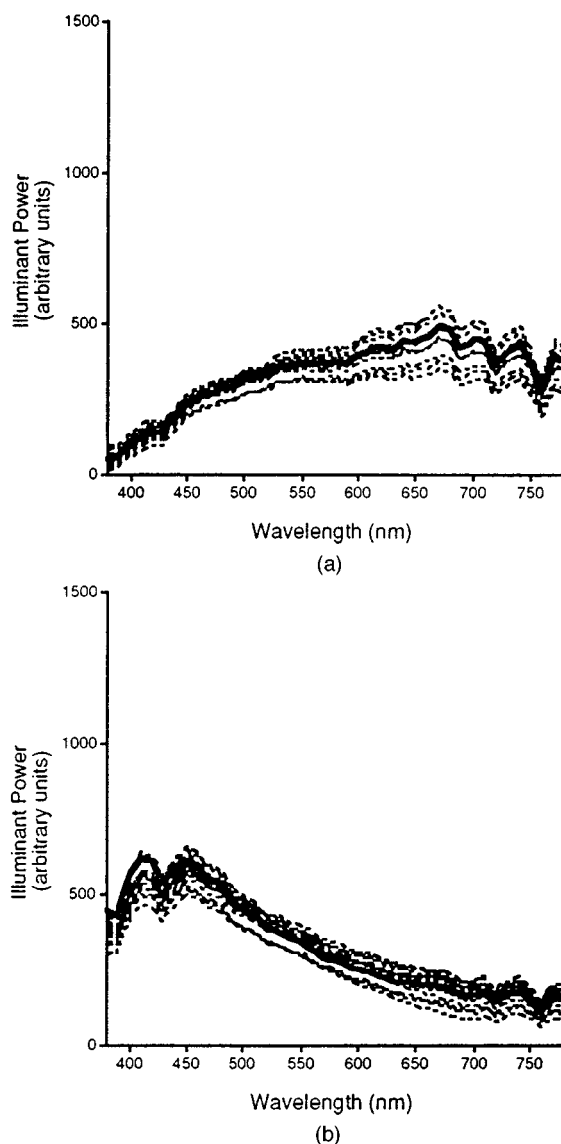 1500
1000
500
0
Illuminant Power
(arbitrary units)
400 450 500 550 600 650 700 750
Wavelength (nm)
(a)
1500
1000
500
0
Illuminant Power
(arbitrary units)
400 450 500 550 600 650 700 750
Wavelength (nm)
(b)